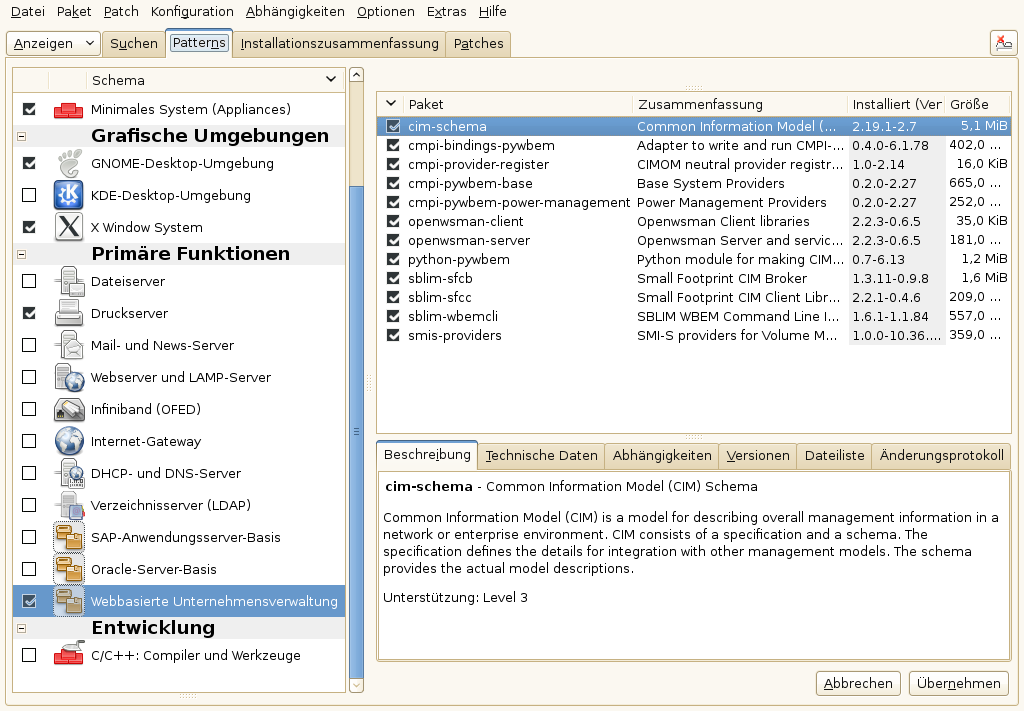 Datei Paket Patch Konfiguration Abhängigkeiten Optionen Extras Hilfe
Anzeigen Suchen Patterns Installationszusammenfassung Patches
Schema
Minimales System (Appliances)
Grafische Umgebungen
GNOME-Desktop-Umgebung
KDE-Desktop-Umgebung
X Window System
Primäre Funktionen
Dateiserver
Druckserver
Mail- und News-Server
Webserver und LAMP-Server
Infiniband (OFED)
Internet-Gateway
DHCP- und DNS-Server
Verzeichnisserver (LDAP)
SAP-Anwendungsserver-Basis
Oracle-Server-Basis
Webbasierte Unternehmensverwaltung
Entwicklung
C/C++: Compiler und Werkzeuge
Paket Zusammenfassung Installiert (Ver Größe
cim-schema Common Information Model (... 2.19.1-2.7 5,1 MiB
cmpi-bindings-pywbem Adapter to write and run CMPI-... 0.4.0-6.1.78 402,0 ...
cmpi-provider-register CIMOM neutral provider registr... 1.0-2.14 16,0 KiB
cmpi-pywbem-base Base System Providers 0.2.0-2.27 665,0 ...
cmpi-pywbem-power-management Power Management Providers 0.2.0-2.27 252,0 ...
openwsman-client Openwsman Client libraries 2.2.3-0.6.5 35,0 KiB
openwsman-server Openwsman Server and servic... 2.2.3-0.6.5 181,0 ...
python-pywbem Python module for making CIM... 0.7-6.13 1,2 MiB
sblim-sfcb Small Footprint CIM Broker 1.3.11-0.9.8 1,6 MiB
sblim-sfcc Small Footprint CIM Client Libr... 2.2.1-0.4.6 209,0 ...
sblim-wbemcli SBLIM WBEM Command Line I... 1.6.1-1.1.84 557,0 ...
smis-providers SMI-S providers for Volume M... 1.0.0-10.36.... 359,0 ...
Beschreibung Technische Daten Abhängigkeiten Versionen Dateiliste Änderungsprotokoll
cim-schema - Common Information Model (CIM) Schema
Common Information Model (CIM) is a model for describing overall management information in a
network or enterprise environment. CIM consists of a specification and a schema. The
specification defines the details for integration with other management models. The schema
provides the actual model descriptions.
Unterstützung: Level 3
Abbrechen Übernehmen